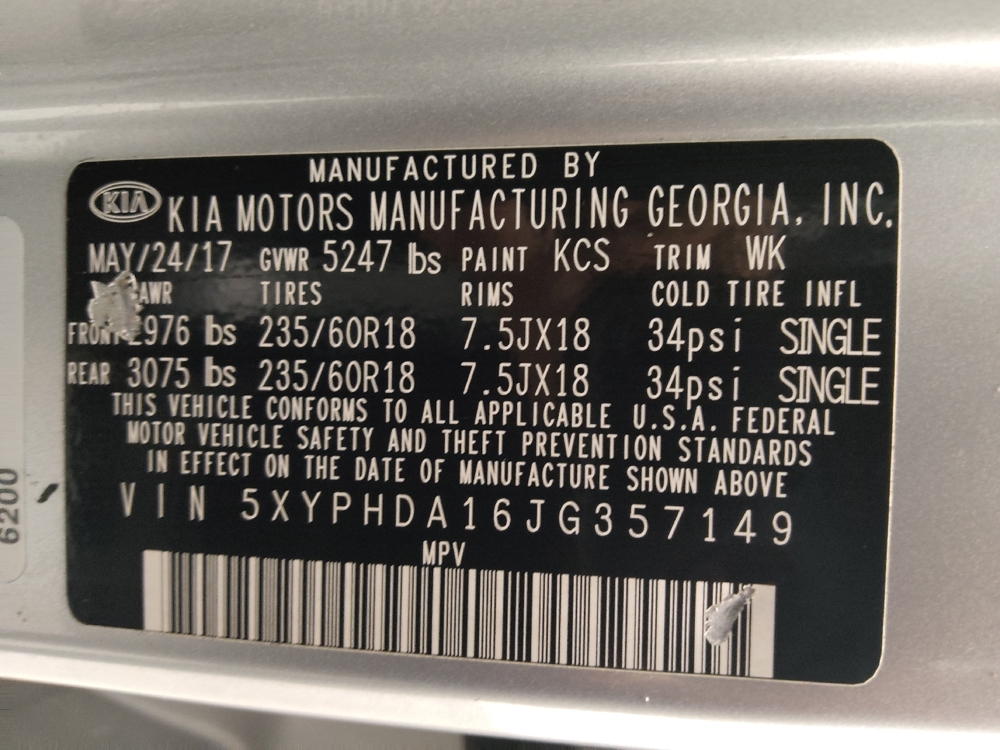 MANUFACTURED BY
KIA KIA MOTORS MANUFACTURING GEORGIA, INC.
MAY/24/17 GVWR 5247 lbs PAINT KCS TRIM WK
TIRES RIMS COLD TIRE INFL
FRONT 2976 lbs 235/60R18 7.5JX18 34psi SINGLE
REAR 3075 lbs 235/60R18 7.5JX18 34psi SINGLE
THIS VEHICLE CONFORMS TO ALL APPLICABLE U.S.A. FEDERAL
MOTOR VEHICLE SAFETY AND THEFT PREVENTION STANDARDS
IN EFFECT ON THE DATE OF MANUFACTURE SHOWN ABOVE
VIN 5XYPHDA16JG357149
MPV
6200